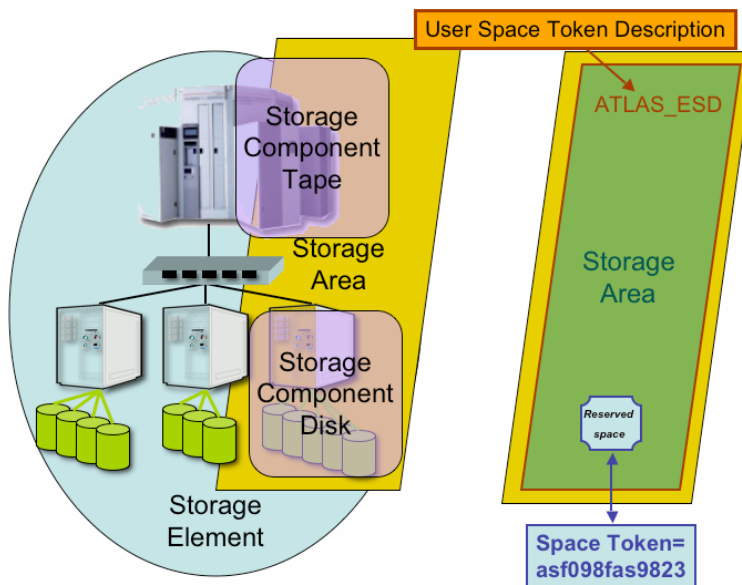 User Space Token Description
ATLAS_ESD
Storage
Component
Tape
Storage
Area
Storage
Component
Disk
Storage
Element
Storage
Area
Reserved
space
Space Token=
asf098fas9823